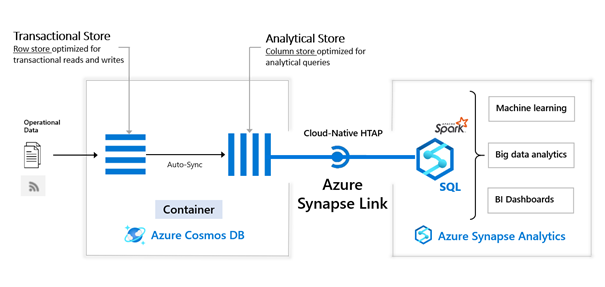 Transactional Store
Row store optimized for
transactional reads and writes
Analytical Store
Column store optimized for
analytical queries
Operational
Data
Auto-Sync
Container
Azure Cosmos DB
Cloud-Native HTAP
Azure
Synapse Link
APACHE
Spark
SQL
Machine learning
Big data analytics
BI Dashboards
Azure Synapse Analytics